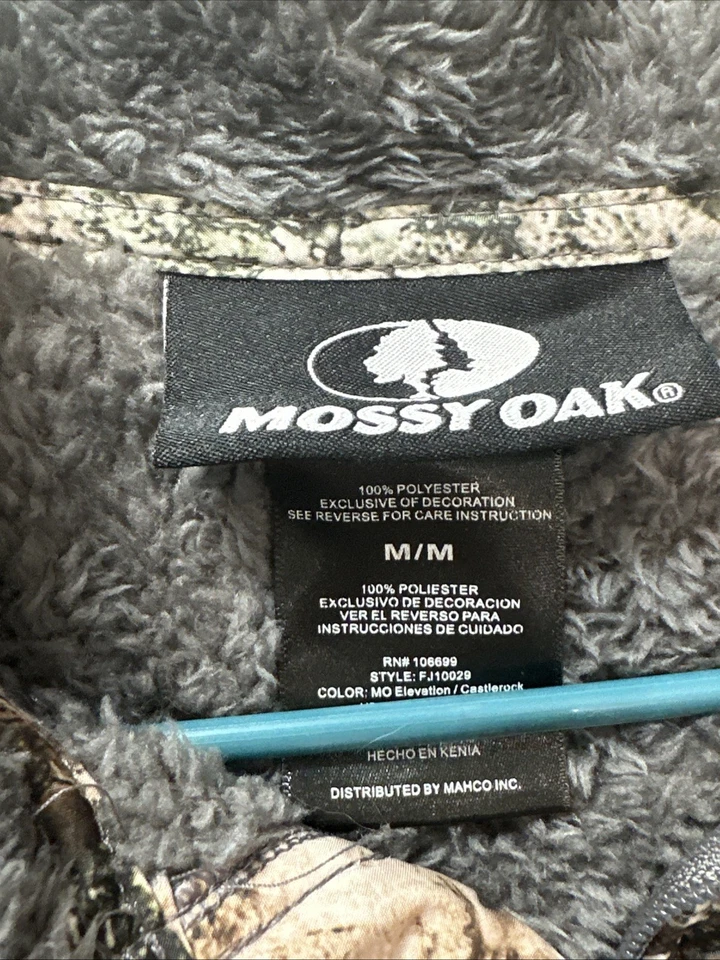 MOSSY OAK®
100% POLYESTER
EXCLUSIVE OF DECORATION
SEE REVERSE FOR CARE INSTRUCTION
M/M
100% POLIESTER
EXCLUSIVO DE DECORACION
VER EL REVERSO PARA
INSTRUCCIONES DE CUIDADO
RN# 106699
STYLE: FJ10029
COLOR: MO Elevation / Castlerock
HECHO EN KENIA
DISTRIBUTED BY MAHCO INC.